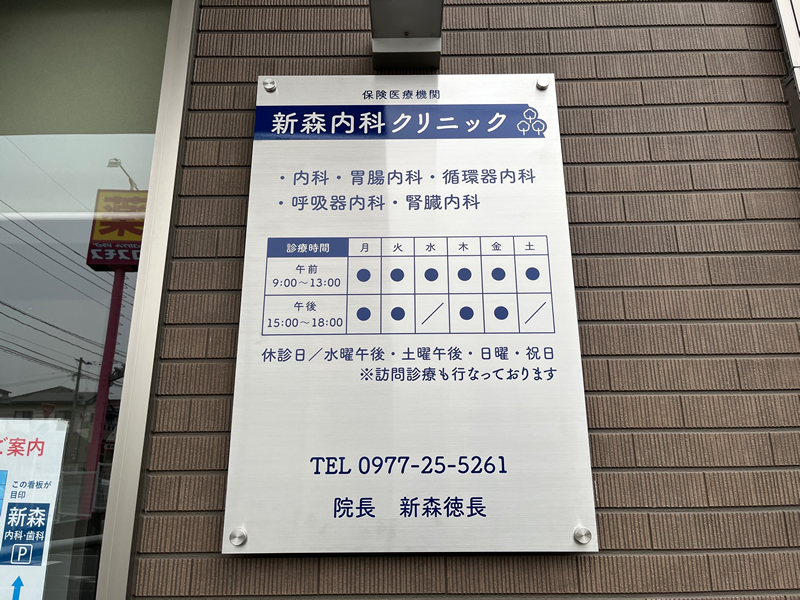 保険医療機関
新森内科クリニック
・内科・胃腸内科・循環器内科
・呼吸器内科・腎臓内科
診療時間 月 火 水 木 金 土
午前 9:00～13:00 ● ● ● ● ● ●
午後 15:00～18:00 ● ● ／ ● ● ／
休診日／水曜午後・土曜午後・日曜・祝日
※訪問診療も行なっております
TEL 0977-25-5261
院長 新森徳長
薬
ご案内
この看板が
目印
新森
内科・歯科
P